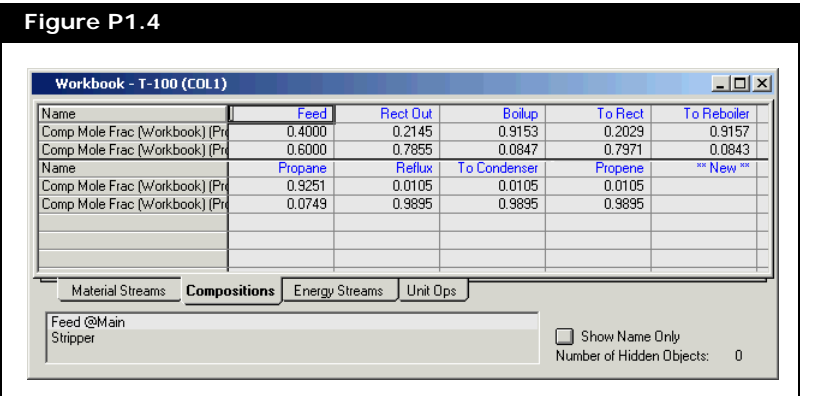 Figure P1.4
Workbook - T-100 (COL1)
Name Feed Rect Out Boilup To Rect To Reboiler
Comp Mole Frac (Workbook) (Pro 0.4000 0.2145 0.9153 0.2029 0.9157
Comp Mole Frac (Workbook) (Pro 0.6000 0.7855 0.0847 0.7971 0.0843
Name Propane Reflux To Condenser Propene ** New **
Comp Mole Frac (Workbook) (Pro 0.9251 0.0105 0.0105 0.0105
Comp Mole Frac (Workbook) (Pro 0.0749 0.9895 0.9895 0.9895
Material Streams Compositions Energy Streams Unit Ops
Feed @Main
Stripper
Show Name Only
Number of Hidden Objects: 0